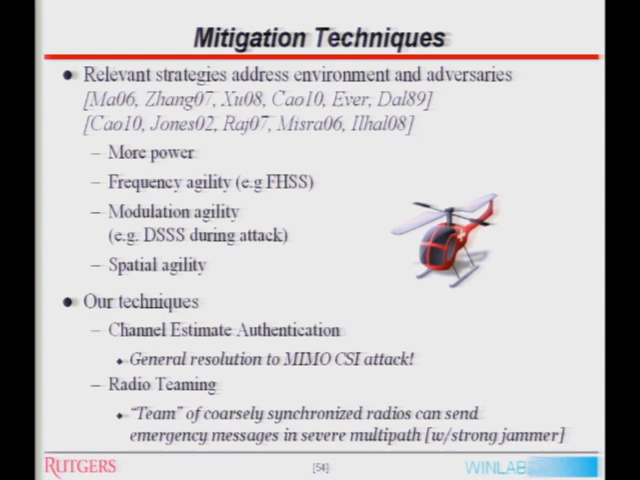 Mitigation Techniques
● Relevant strategies address environment and adversaries
[Ma06, Zhang07, Xu08, Cao10, Ever, Dal89]
[Cao10, Jones02, Raj07, Misra06, Ilhal08]
– More power
– Frequency agility (e.g FHSS)
– Modulation agility
(e.g. DSSS during attack)
– Spatial agility
● Our techniques
– Channel Estimate Authentication
⬥ General resolution to MIMO CSI attack!
– Radio Teaming
⬥ "Team" of coarsely synchronized radios can send
emergency messages in severe multipath [w/strong jammer]
RUTGERS [54] WINLAB